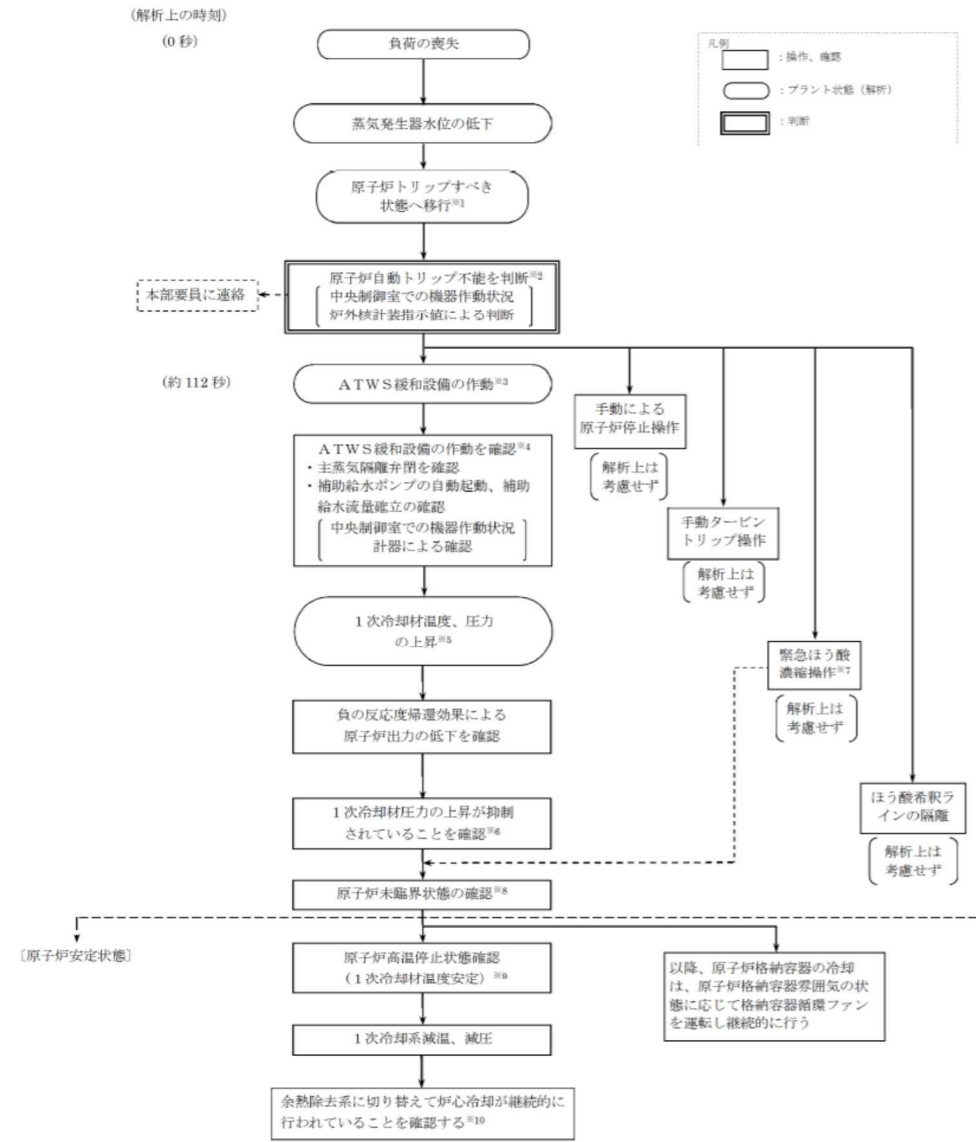 (解析上の時刻)
(0 秒)
負荷の喪失
凡例
：操作、確認
：プラント状態（解析）
：判断
蒸気発生器水位の低下
原子炉トリップすべき
状態へ移行※1
原子炉自動トリップ不能を判断※2
中央制御室での機器作動状況
炉外核計装指示値による判断
本部要員に連絡
(約 112 秒)
ＡＴＷＳ緩和設備の作動※3
ＡＴＷＳ緩和設備の作動を確認※4
・主蒸気隔離弁閉を確認
・補助給水ポンプの自動起動、補助
給水流量確立の確認
中央制御室での機器作動状況
計器による確認
手動による
原子炉停止操作
解析上は
考慮せず
手動タービン
トリップ操作
解析上は
考慮せず
１次冷却材温度、圧力
の上昇※5
緊急ほう酸
濃縮操作※7
解析上は
考慮せず
負の反応度帰還効果による
原子炉出力の低下を確認
ほう酸希釈ラ
インの隔離
解析上は
考慮せず
１次冷却材圧力の上昇が抑制
されていることを確認※6
原子炉未臨界状態の確認※8
〔原子炉安定状態〕
原子炉高温停止状態確認
(１次冷却材温度安定)※9
以降、原子炉格納容器の冷却
は、原子炉格納容器雰囲気の状
態に応じて格納容器循環ファン
を運転し継続的に行う
１次冷却系減温、減圧
余熱除去系に切り替えて炉心冷却が継続的に
行われていることを確認する※10